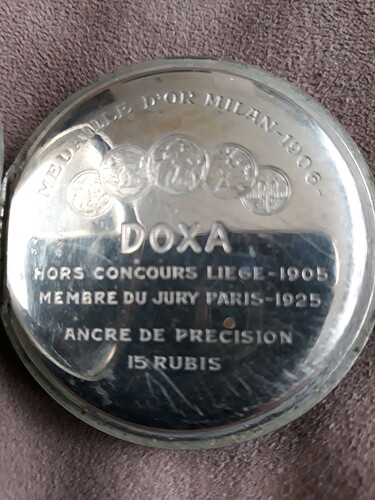 MEDAILLE D'OR MILAN-1906-
DOXA
HORS CONCOURS LIEGE-1905
MEMBRE DU JURY PARIS-1925
ANCRE DE PRECISION
15 RUBIS